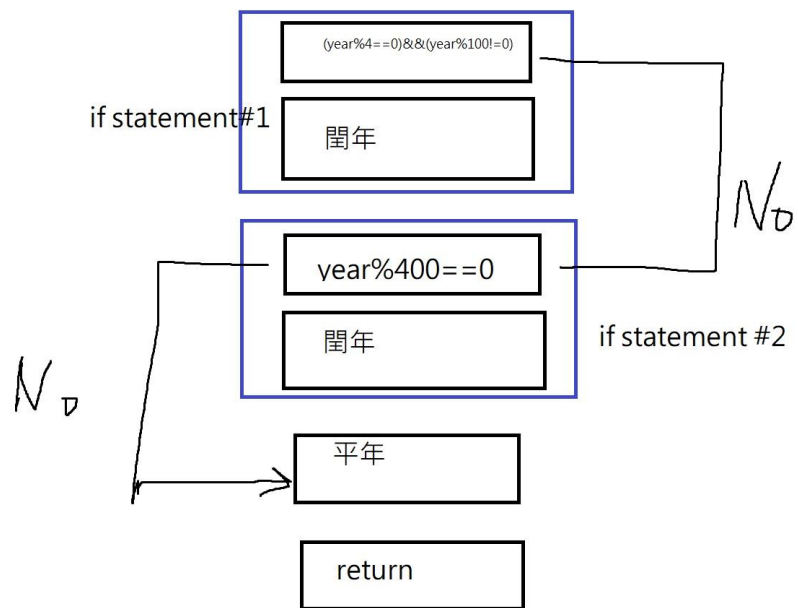 (year%4==0)&&(year%100!=0)
if statement#1
閏年
No
year%400==0
閏年
if statement #2
No
平年
return